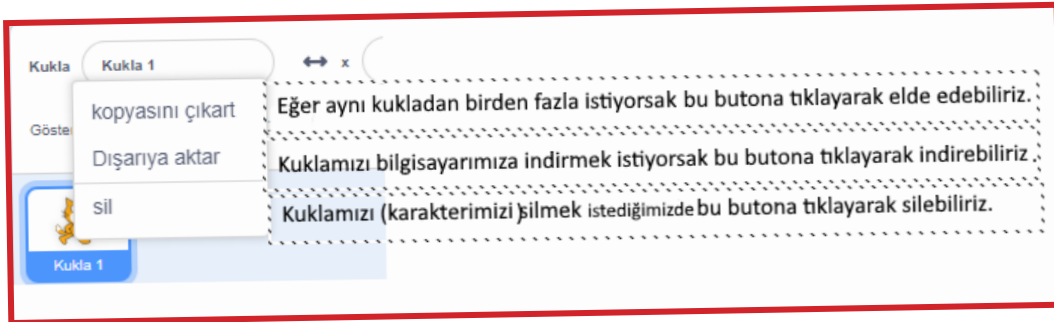 Kukla Kukla 1 ↔ x
kopyasını çıkart
Eğer aynı kukladan birden fazla istiyorsak bu butona tıklayarak elde edebiliriz.
Göste
Dışarıya aktar
Kuklamızı bilgisayarımıza indirmek istiyorsak bu butona tıklayarak indirebiliriz.
sil
Kuklamızı (karakterimizi)silmek istediğimizde bu butona tıklayarak silebiliriz.
Kukla 1